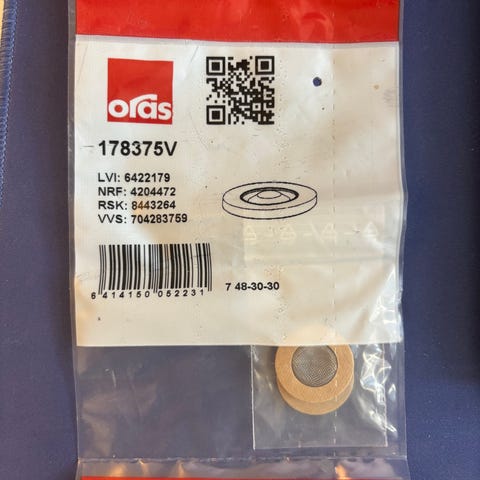 oras
178375V
LVI: 6422179
NRF: 4204472
RSK: 8443264
VVS: 704283759
6 414150 052231
7 48-30-30